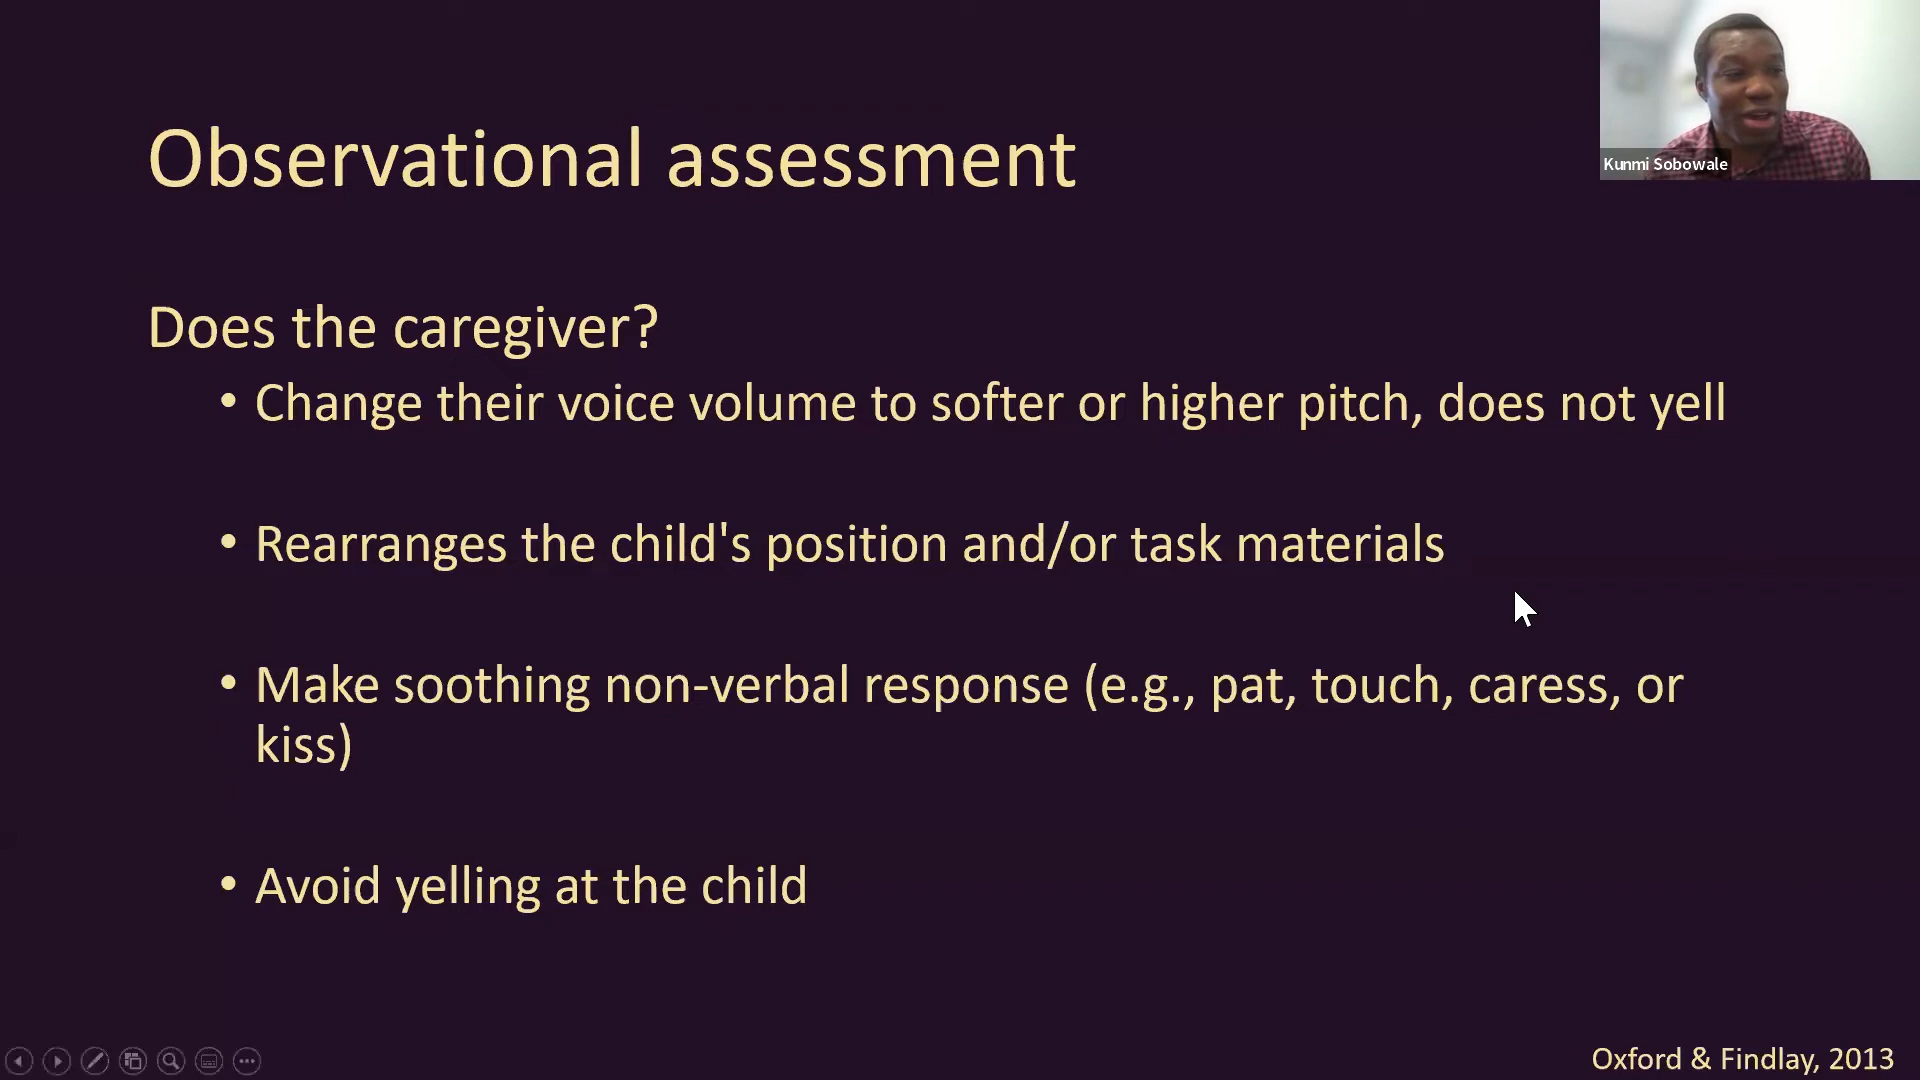 Observational assessment
Kunmi Sobowale
Does the caregiver?
• Change their voice volume to softer or higher pitch, does not yell
• Rearranges the child's position and/or task materials
• Make soothing non-verbal response (e.g., pat, touch, caress, or
kiss)
• Avoid yelling at the child
Oxford & Findlay, 2013